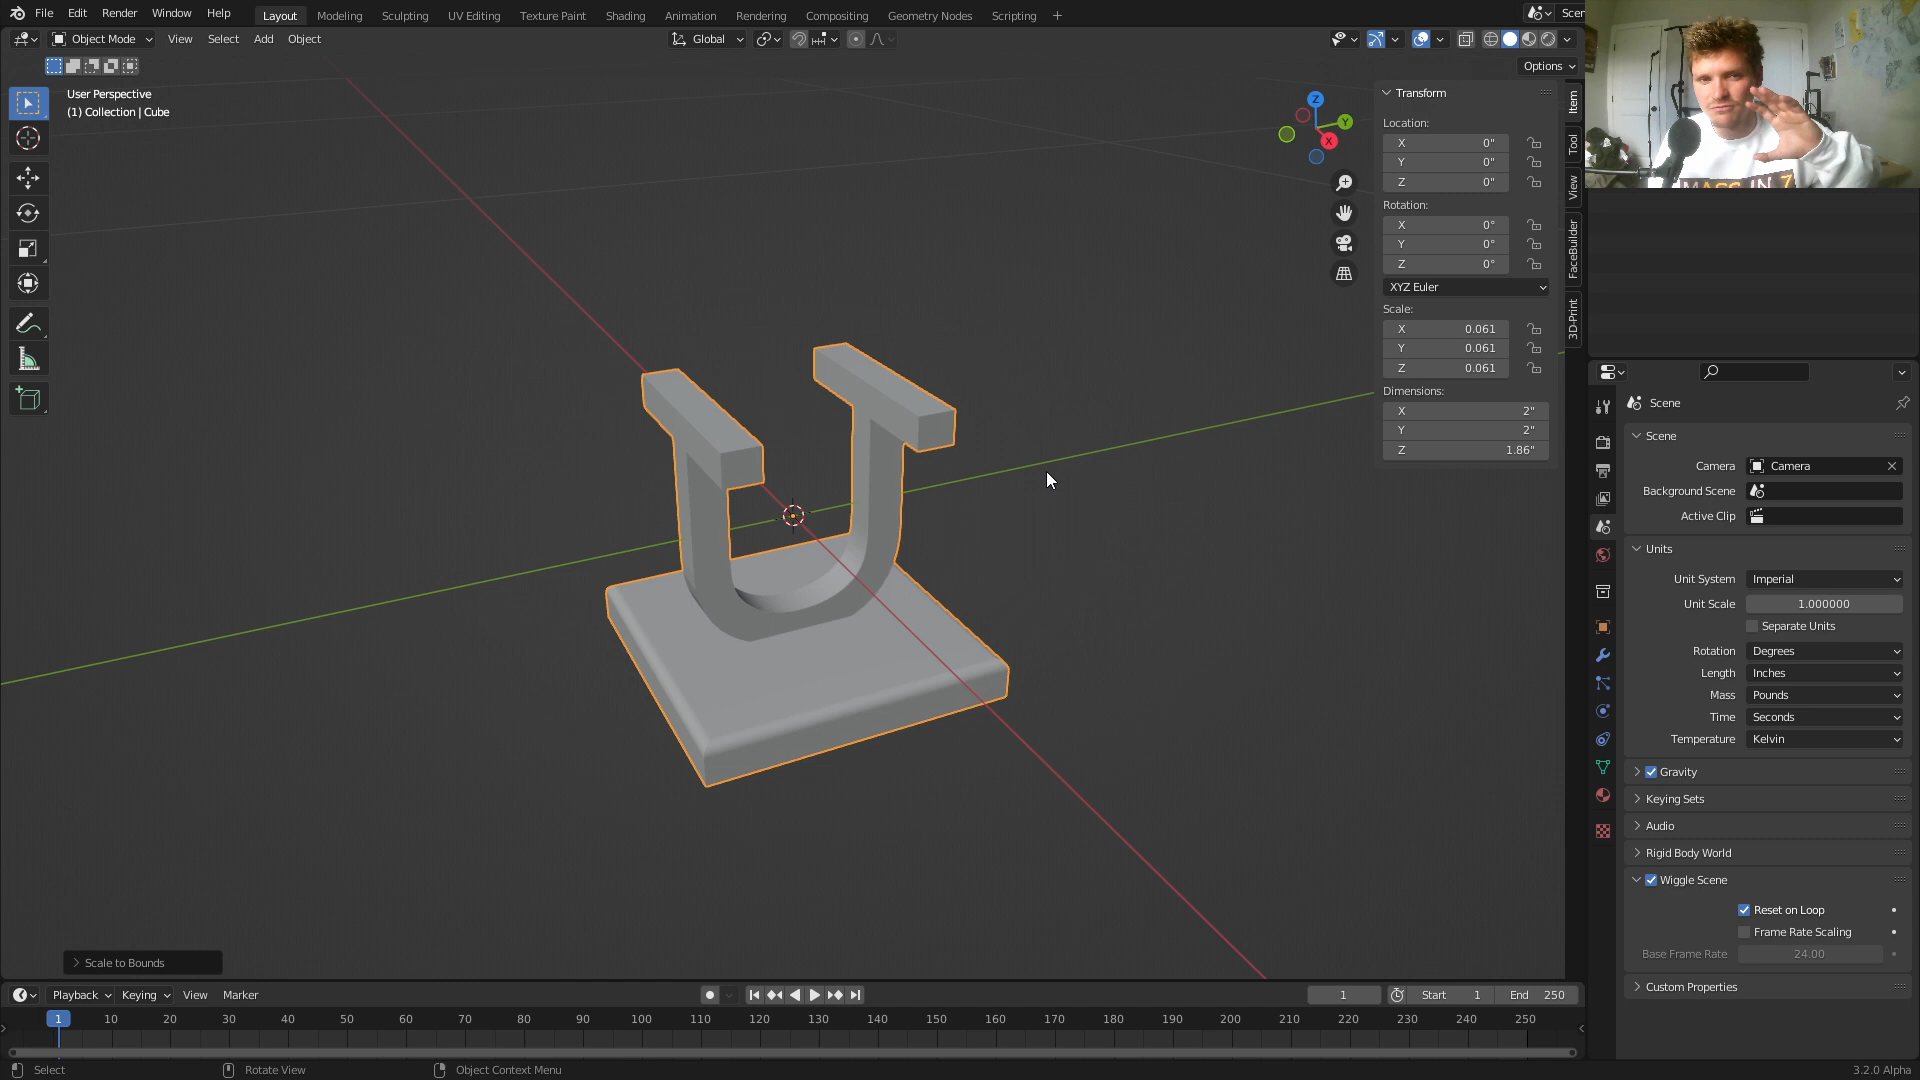 File Edit Render Window Help Layout Modeling Sculpting UV Editing Texture Paint Shading Animation Rendering Compositing Geometry Nodes Scripting + Scen
Object Mode View Select Add Object Global
Options
User Perspective
(1) Collection | Cube
Z
Y
X
Transform
Location:
X 0"
Y 0"
Z 0"
Rotation:
X 0°
Y 0°
Z 0°
XYZ Euler
Scale:
X 0.061
Y 0.061
Z 0.061
Dimensions:
X 2"
Y 2"
Z 1.86"
Item
Tool
View
FaceBuilder
3D-Print
MASS IN 7
Scene
Scene
Camera Camera
Background Scene
Active Clip
Units
Unit System Imperial
Unit Scale 1.000000
Separate Units
Rotation Degrees
Length Inches
Mass Pounds
Time Seconds
Temperature Kelvin
Gravity
Keying Sets
Audio
Rigid Body World
Wiggle Scene
Reset on Loop
Frame Rate Scaling
Base Frame Rate 24.00
Custom Properties
Scale to Bounds
Playback Keying View Marker 1 Start 1 End 250
1 10 20 30 40 50 60 70 80 90 100 110 120 130 140 150 160 170 180 190 200 210 220 230 240 250
Select Rotate View Object Context Menu 3.2.0 Alpha